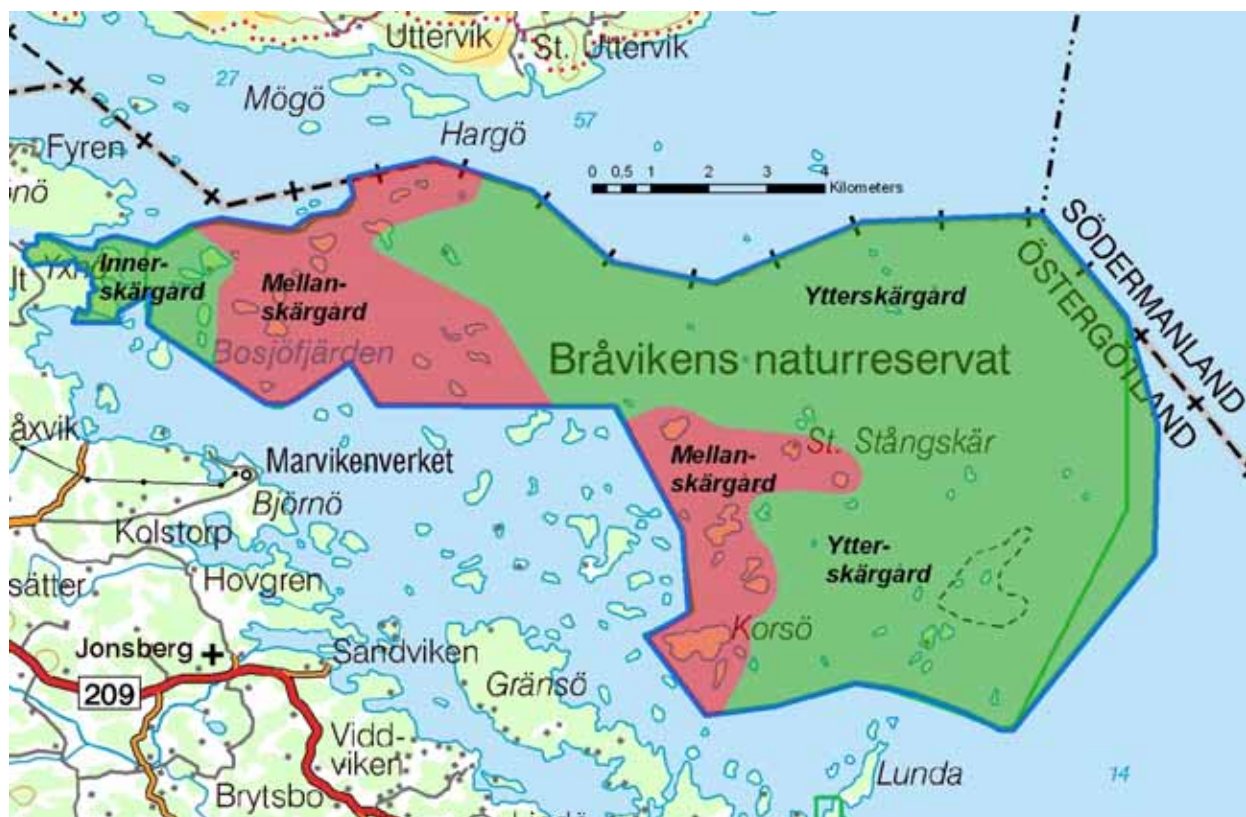 Uttervik
St. Uttervik
27
Mögö
57
Hargö
Fyren
nö
0 0,5 1 2 3 4
Kilometers
SÖDERMANLAND
ÖSTERGÖTLAND
Inner-
skärgård
Yxnö
lt
Mellan-
skärgård
Ytterskärgård
Bosjöfjärden
Bråvikens naturreservat
åxvik
Marvikenverket
Björnö
Mellan-
skärgård
St. Stångskär
Kolstorp
Ytter-
skärgård
Hovgren
sätter
Korsö
Jonsberg
Sandviken
209
Gränsö
Vidd-
viken
Lunda
14
Brytsbo